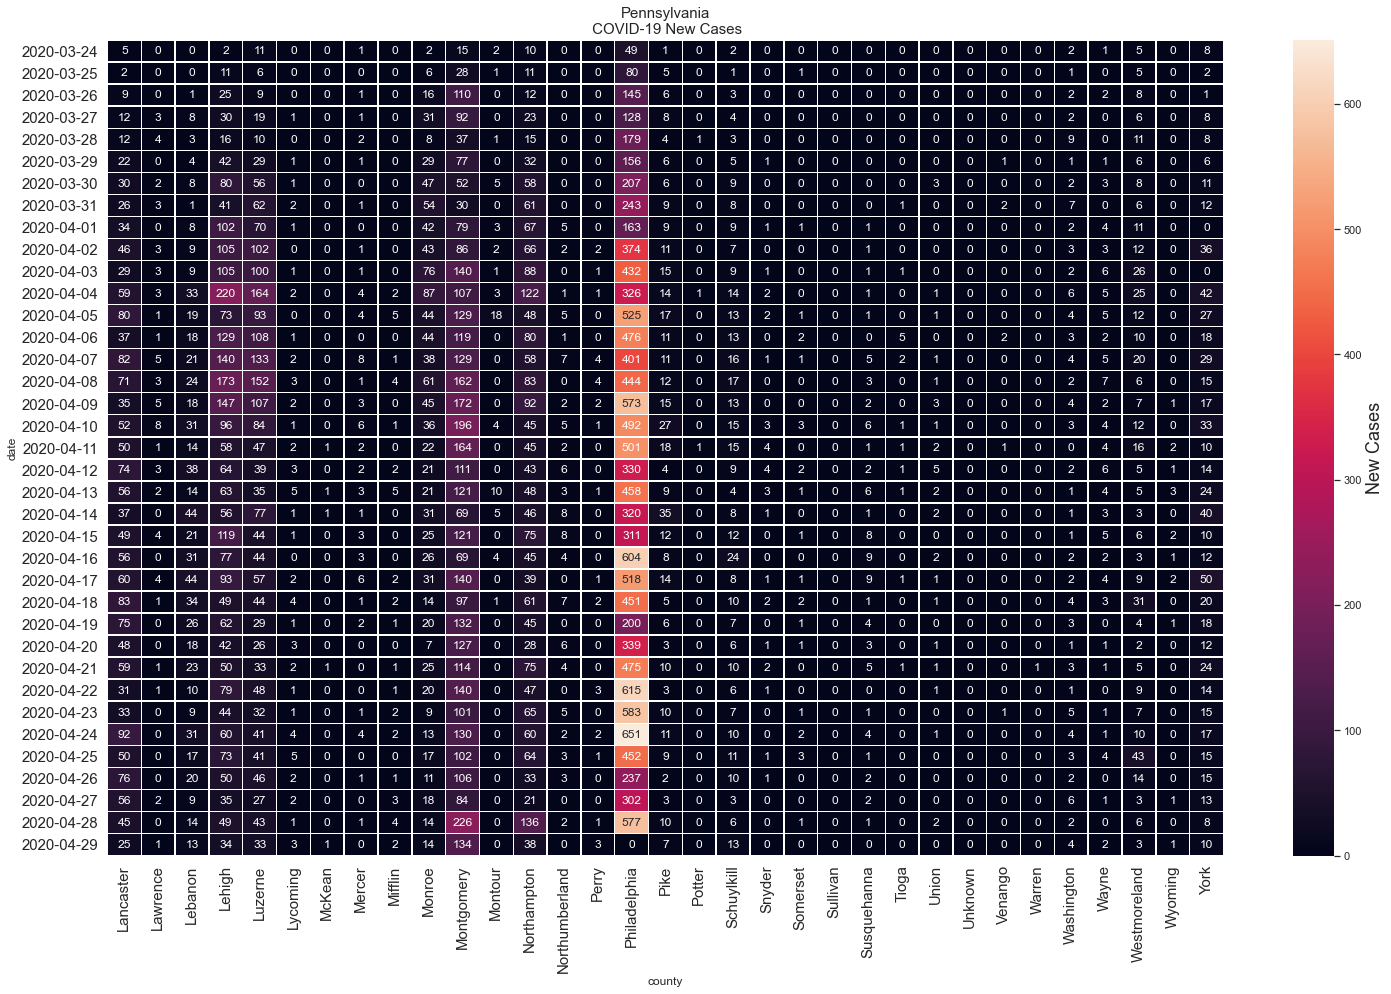 Pennsylvania
COVID-19 New Cases
2020-03-24 5 0 0 2 11 0 0 1 0 2 15 2 10 0 0 49 1 0 2 0 0 0 0 0 0 0 0 0 2 1 5 0 8
2020-03-25 2 0 0 11 6 0 0 0 0 6 28 1 11 0 0 80 5 0 1 0 1 0 0 0 0 0 0 0 1 0 5 0 2
2020-03-26 9 0 1 25 9 0 0 1 0 16 110 0 12 0 0 145 6 0 3 0 0 0 0 0 0 0 0 0 2 2 8 0 1
2020-03-27 12 3 8 30 19 1 0 1 0 31 92 0 23 0 0 128 8 0 4 0 0 0 0 0 0 0 0 0 2 0 6 0 8
2020-03-28 12 4 3 16 10 0 0 2 0 8 37 1 15 0 0 179 4 1 3 0 0 0 0 0 0 0 0 0 9 0 11 0 8
2020-03-29 22 0 4 42 29 1 0 1 0 29 77 0 32 0 0 156 6 0 5 1 0 0 0 0 0 0 1 0 1 1 6 0 6
2020-03-30 30 2 8 80 56 1 0 0 0 47 52 5 58 0 0 207 6 0 9 0 0 0 0 0 3 0 0 0 2 3 8 0 11
2020-03-31 26 3 1 41 62 2 0 1 0 54 30 0 61 0 0 243 9 0 8 0 0 0 0 1 0 0 2 0 7 0 6 0 12
2020-04-01 34 0 8 102 70 1 0 0 0 42 79 3 67 5 0 163 9 0 9 1 1 0 1 0 0 0 0 0 2 4 11 0 0
2020-04-02 46 3 9 105 102 0 0 1 0 43 86 2 66 2 2 374 11 0 7 0 0 0 1 0 0 0 0 0 3 3 12 0 36
2020-04-03 29 3 9 105 100 1 0 1 0 76 140 1 88 0 1 432 15 0 9 1 0 0 1 1 0 0 0 0 2 6 26 0 0
2020-04-04 59 3 33 220 164 2 0 4 2 87 107 3 122 1 1 326 14 1 14 2 0 0 1 0 1 0 0 0 6 5 25 0 42
2020-04-05 80 1 19 73 93 0 0 4 5 44 129 18 48 5 0 525 17 0 13 2 1 0 1 0 1 0 0 0 4 5 12 0 27
2020-04-06 37 1 18 129 108 1 0 0 0 44 119 0 80 1 0 476 11 0 13 0 2 0 2 5 0 0 2 0 3 2 10 0 18
2020-04-07 82 5 21 140 133 2 0 8 1 38 129 0 58 7 4 401 11 0 16 1 1 0 5 2 1 0 0 0 4 5 20 0 29
2020-04-08 71 3 24 173 152 3 0 1 4 61 162 0 83 0 4 444 12 0 17 0 0 0 3 0 1 0 0 0 2 7 6 0 15
2020-04-09 35 5 18 147 107 2 0 3 0 45 172 0 92 2 2 573 15 0 13 0 0 0 2 0 3 0 0 0 4 2 7 1 17
2020-04-10 52 8 31 96 84 1 0 6 1 36 196 4 45 5 1 492 27 0 15 3 3 0 6 1 1 0 0 0 3 4 12 0 33
2020-04-11 50 1 14 58 47 2 1 2 0 22 164 0 45 2 0 501 18 1 15 4 0 0 1 1 2 0 1 0 0 4 16 2 10
2020-04-12 74 3 38 64 39 3 0 2 2 21 111 0 43 6 0 330 4 0 9 4 2 0 2 1 5 0 0 0 2 6 5 1 14
2020-04-13 56 2 14 63 35 5 1 3 5 21 121 10 48 3 1 458 9 0 4 3 1 0 6 1 2 0 0 0 1 4 5 3 24
2020-04-14 37 0 44 56 77 1 1 1 0 31 69 5 46 8 0 320 35 0 8 1 0 0 1 0 2 0 0 0 1 3 3 0 40
2020-04-15 49 4 21 119 44 1 0 3 0 25 121 0 75 8 0 311 12 0 12 0 1 0 8 0 0 0 0 0 1 5 6 2 10
2020-04-16 56 0 31 77 44 0 0 3 0 26 69 4 45 4 0 604 8 0 24 0 0 0 9 0 2 0 0 0 2 2 3 1 12
2020-04-17 60 4 44 93 57 2 0 6 2 31 140 0 39 0 1 518 14 0 8 1 1 0 9 1 1 0 0 0 2 4 9 2 50
2020-04-18 83 1 34 49 44 4 0 1 2 14 97 1 61 7 2 451 5 0 10 2 2 0 1 0 1 0 0 0 4 3 31 0 20
2020-04-19 75 0 26 62 29 1 0 2 1 20 132 0 45 0 0 200 6 0 7 0 1 0 4 0 0 0 0 0 3 0 4 1 18
2020-04-20 48 0 18 42 26 3 0 0 0 7 127 0 28 6 0 339 3 0 6 1 1 0 3 0 1 0 0 0 1 1 2 0 12
2020-04-21 59 1 23 50 33 2 1 0 1 25 114 0 75 4 0 475 10 0 10 2 0 0 5 1 1 0 0 1 3 1 5 0 24
2020-04-22 31 1 10 79 48 1 0 0 1 20 140 0 47 0 3 615 3 0 6 1 0 0 0 0 1 0 0 0 1 0 9 0 14
2020-04-23 33 0 9 44 32 1 0 1 2 9 101 0 65 5 0 583 10 0 7 0 1 0 1 0 0 0 1 0 5 1 7 0 15
2020-04-24 92 0 31 60 41 4 0 4 2 13 130 0 60 2 2 651 11 0 10 0 2 0 4 0 1 0 0 0 4 1 10 0 17
2020-04-25 50 0 17 73 41 5 0 0 0 17 102 0 64 3 1 452 9 0 11 1 3 0 1 0 0 0 0 0 3 4 43 0 15
2020-04-26 76 0 20 50 46 2 0 1 1 11 106 0 33 3 0 237 2 0 10 1 0 0 2 0 0 0 0 0 2 0 14 0 15
2020-04-27 56 2 9 35 27 2 0 0 3 18 84 0 21 0 0 302 3 0 3 0 0 0 2 0 0 0 0 0 6 1 3 1 13
2020-04-28 45 0 14 49 43 1 0 1 4 14 226 0 136 2 1 577 10 0 6 0 1 0 1 0 2 0 0 0 2 0 6 0 8
2020-04-29 25 1 13 34 33 3 1 0 2 14 134 0 38 0 3 0 7 0 13 0 0 0 0 0 0 0 0 0 4 2 3 1 10
date
Lancaster Lawrence Lebanon Lehigh Luzerne Lycoming McKean Mercer Mifflin Monroe Montgomery Montour Northampton Northumberland Perry Philadelphia Pike Potter Schuylkill Snyder Somerset Sullivan Susquehanna Tioga Union Unknown Venango Warren Washington Wayne Westmoreland Wyoming York
county
600
500
400
300
200
100
0
New Cases